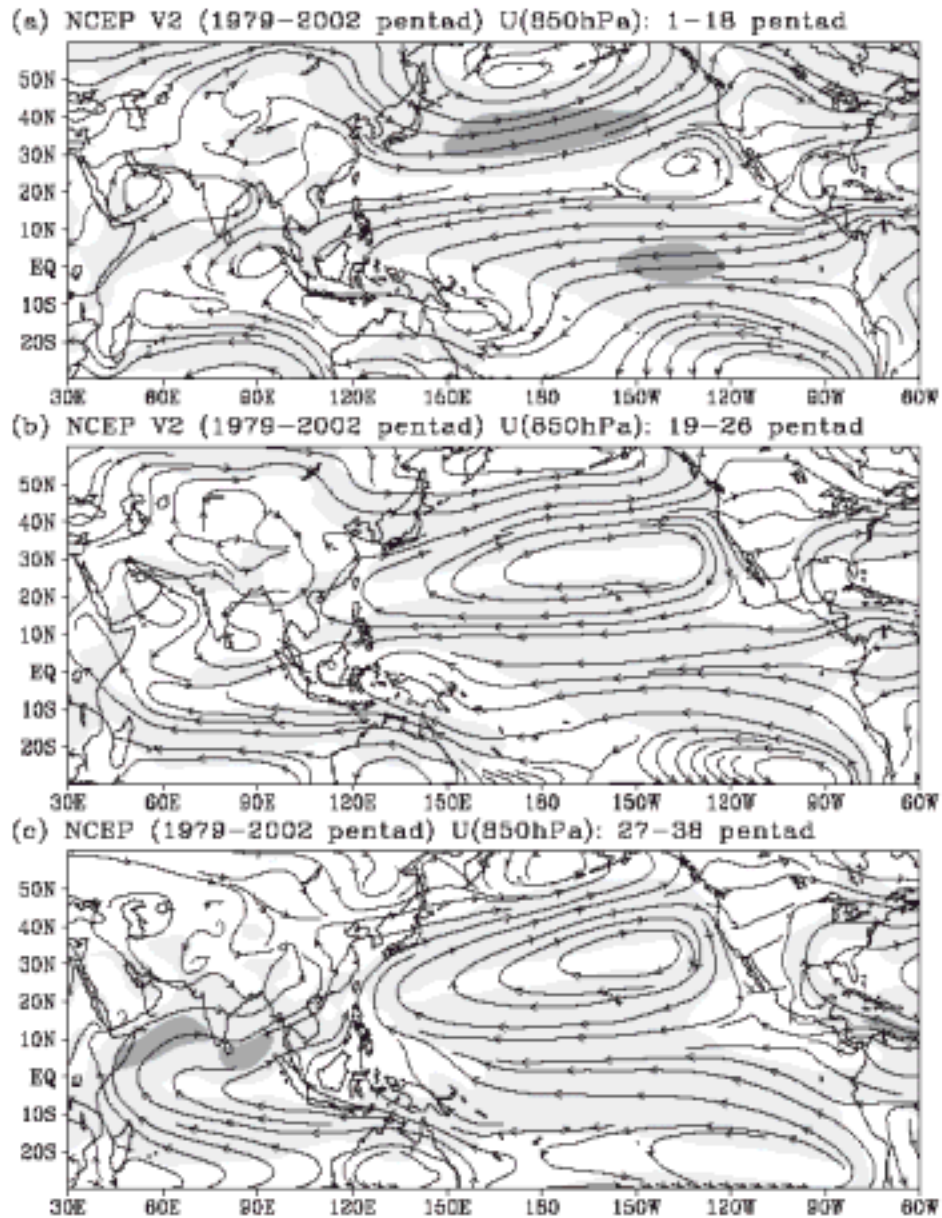 (a) NCEP V2 (1979-2002 pentad) U(850hPa): 1-18 pentad
50N
40N
30N
20N
10N
EQ
10S
20S
30E 60E 90E 120E 150E 180 150W 120W 90W 60W
(b) NCEP V2 (1979-2002 pentad) U(850hPa): 19-26 pentad
50N
40N
30N
20N
10N
EQ
10S
20S
30E 60E 90E 120E 150E 180 150W 120W 90W 60W
(c) NCEP (1979-2002 pentad) U(850hPa): 27-38 pentad
50N
40N
30N
20N
10N
EQ
10S
20S
30E 60E 90E 120E 150E 180 150W 120W 90W 60W